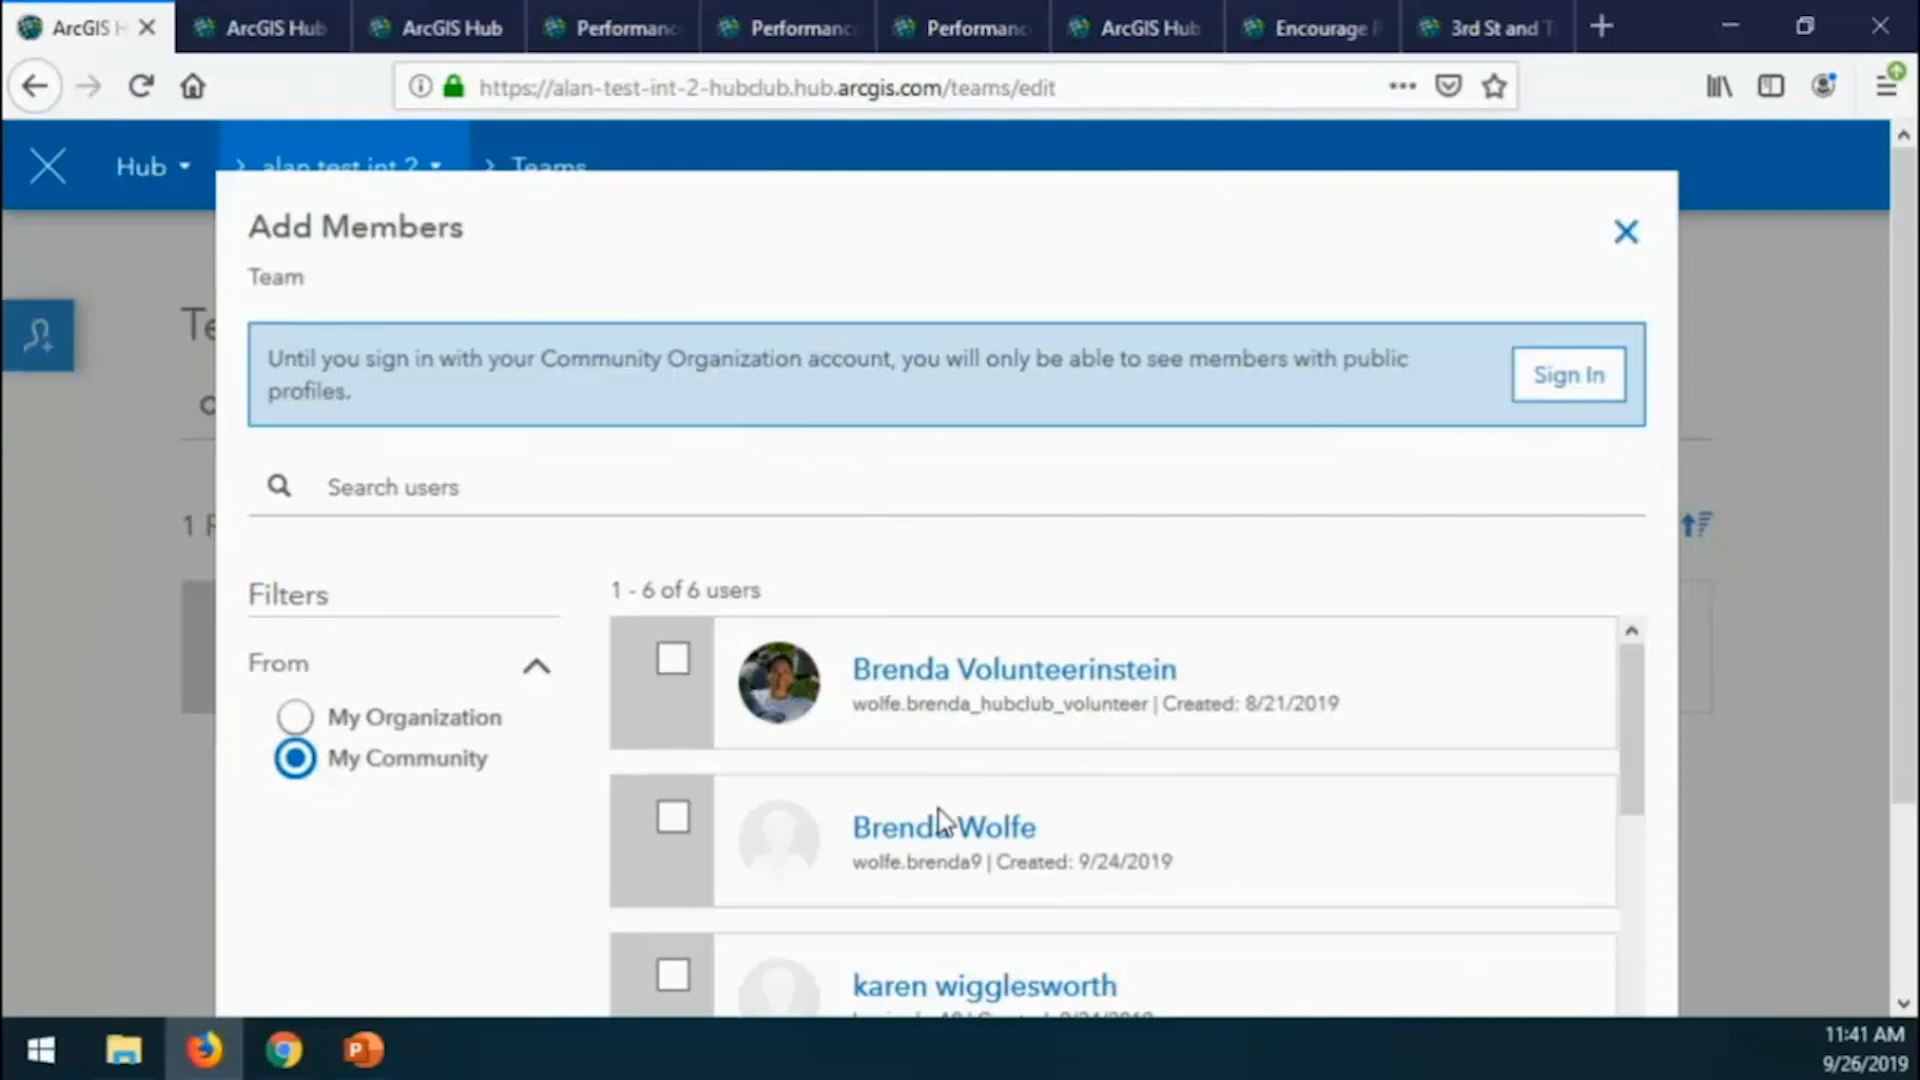 ArcGIS H
ArcGIS Hub
ArcGIS Hub
Performanc
Performanc
Performanc
ArcGIS Hub
Encourage
3rd St and T
https://alan-test-int-2-hubclub.hub.arcgis.com/teams/edit
Hub
alan test int 2
Teams
Add Members
Team
Until you sign in with your Community Organization account, you will only be able to see members with public
profiles.
Sign In
Search users
Filters
1 - 6 of 6 users
From
My Organization
My Community
Brenda Volunteerinstein
wolfe.brenda_hubclub_volunteer | Created: 8/21/2019
Brenda Wolfe
wolfe.brenda9 | Created: 9/24/2019
karen wigglesworth
11:41 AM
9/26/2019